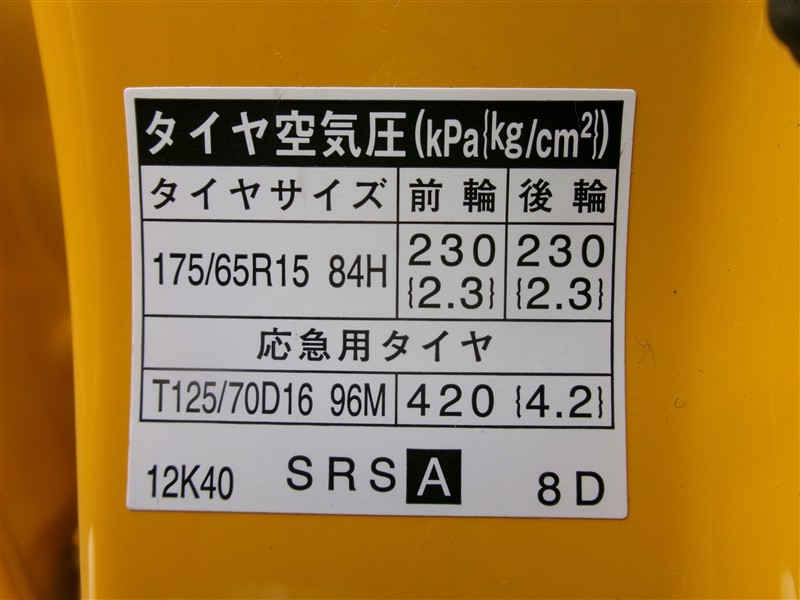 タイヤ空気圧(kPa{kg/cm²})
タイヤサイズ 前輪 後輪
175/65R15 84H 230 {2.3} 230 {2.3}
応急用タイヤ
T125/70D16 96M 420 {4.2}
12K40 SRS A 8D